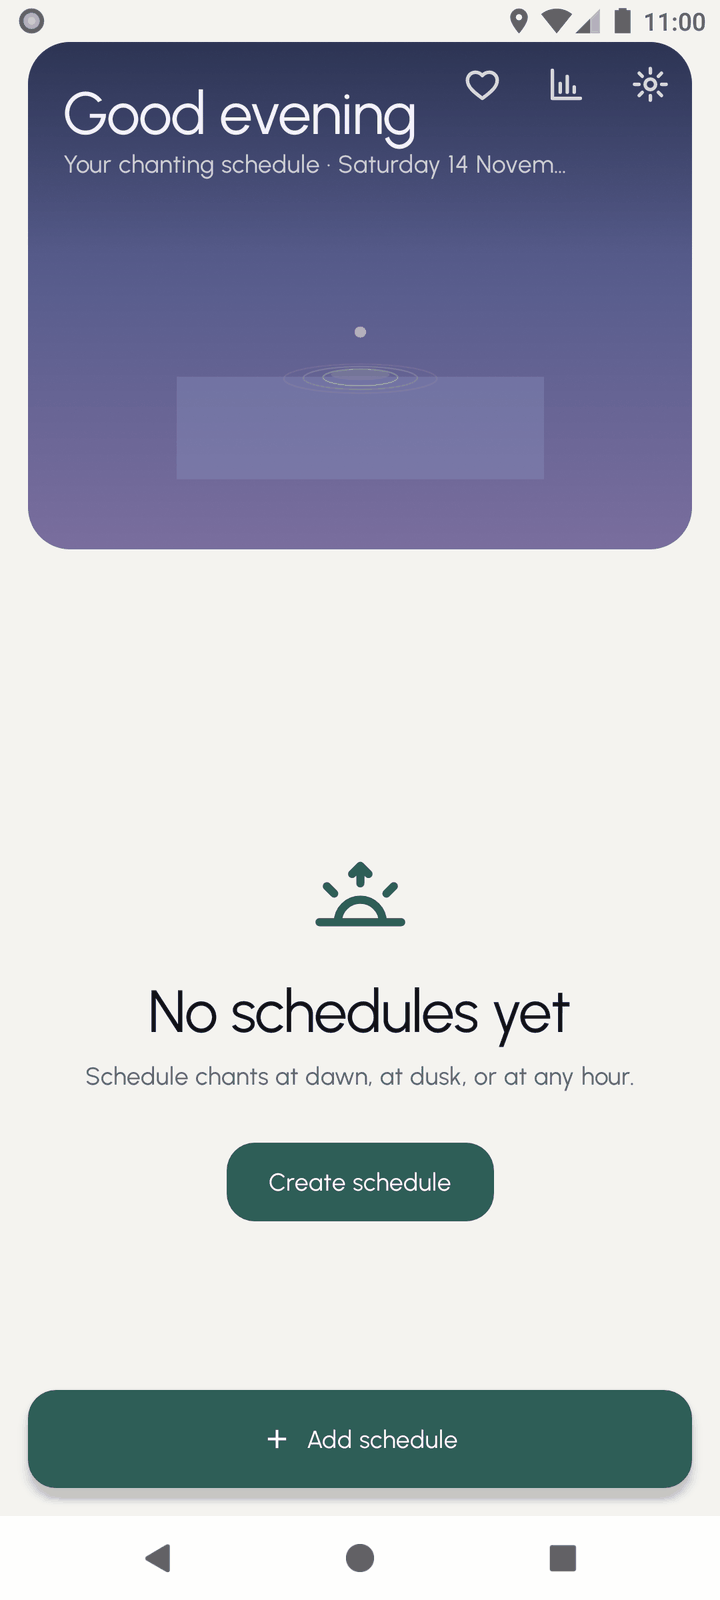 11:00
Good evening
Your chanting schedule · Saturday 14 Novem...
No schedules yet
Schedule chants at dawn, at dusk, or at any hour.
Create schedule
+ Add schedule